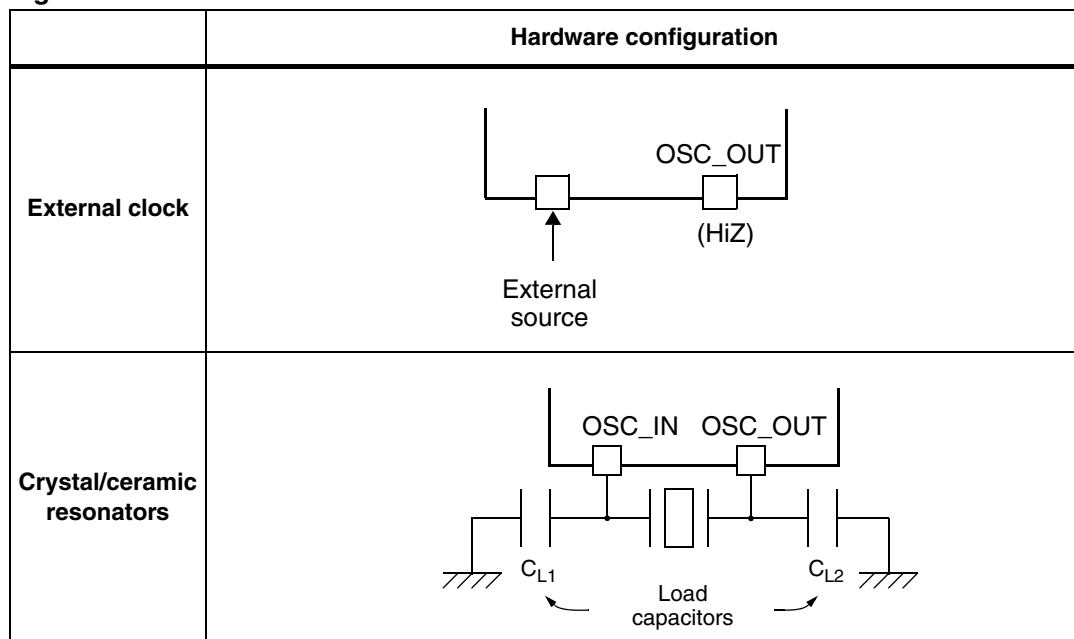 Hardware configuration
External clock
OSC_OUT
(HiZ)
External
source
Crystal/ceramic
resonators
OSC_IN OSC_OUT
CL1
CL2
Load
capacitors